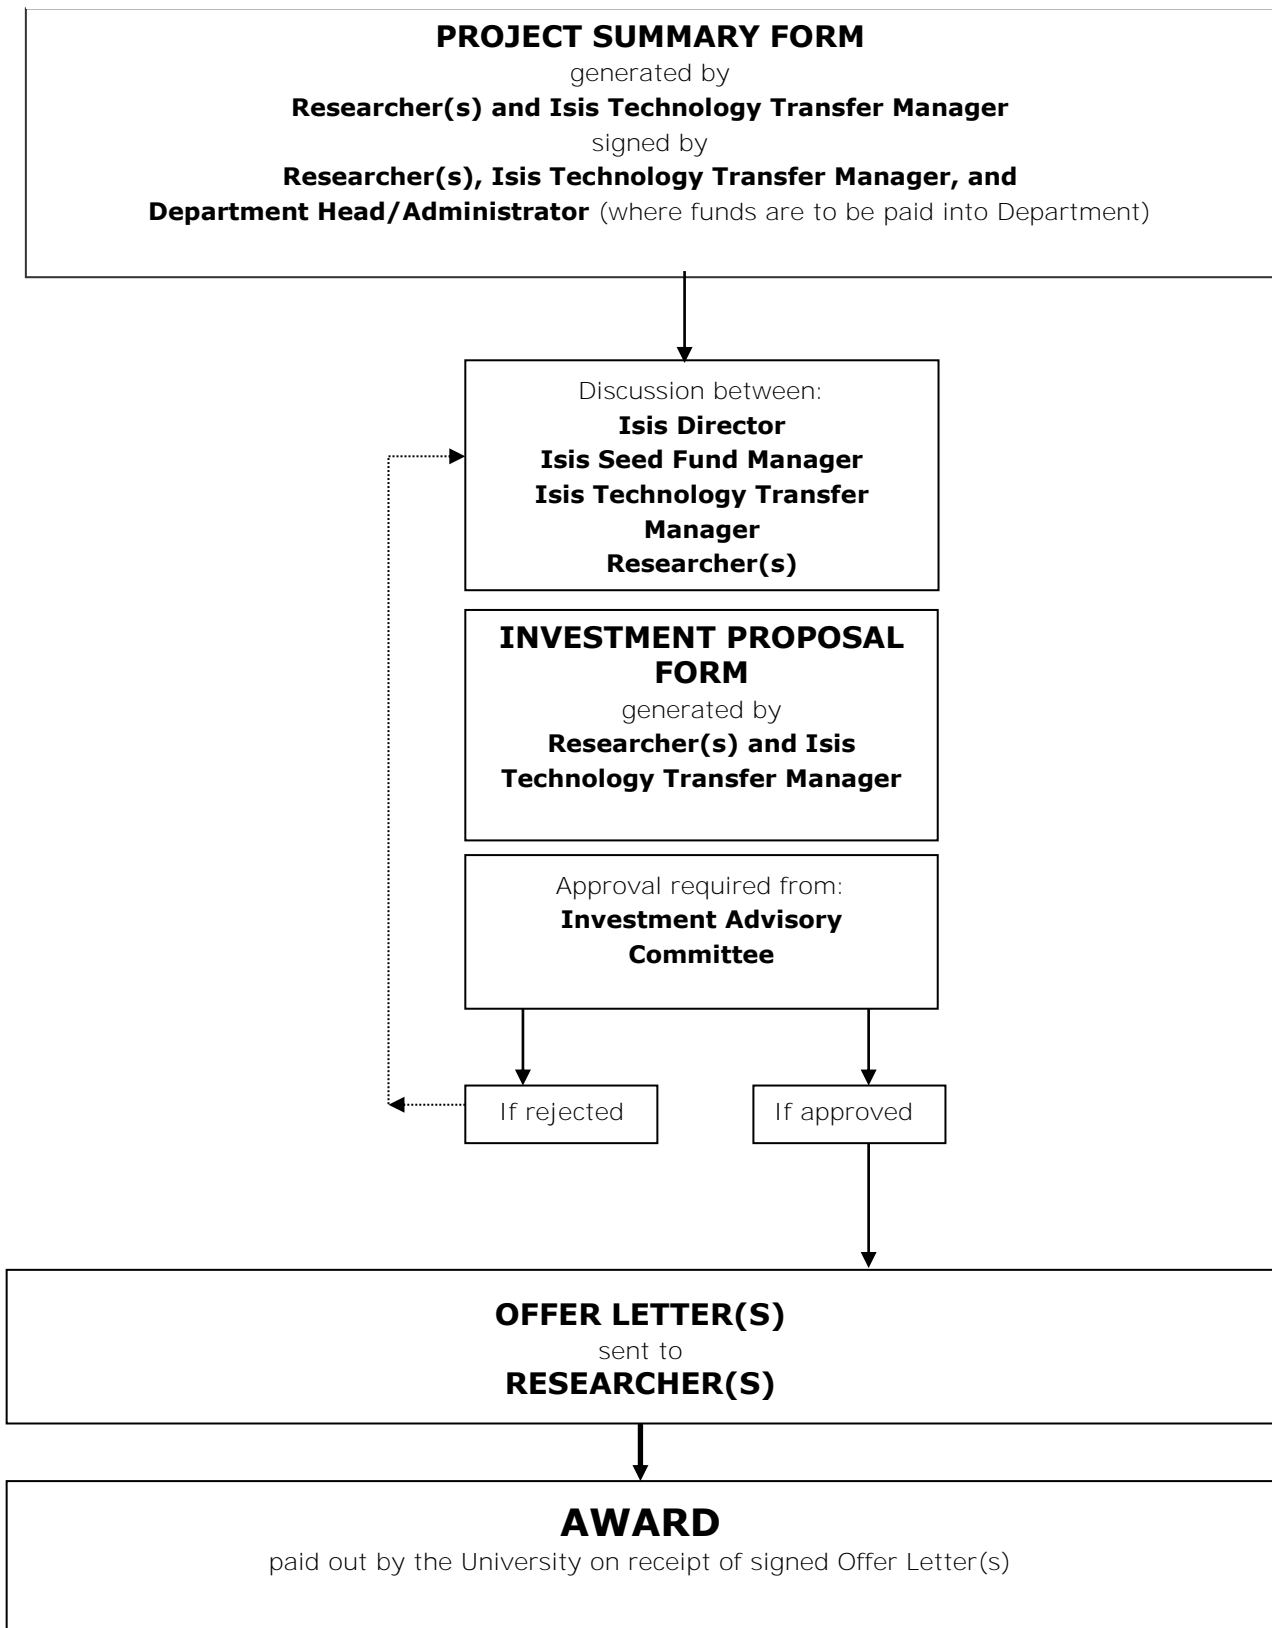 PROJECT SUMMARY FORM
generated by
Researcher(s) and Isis Technology Transfer Manager
signed by
Researcher(s), Isis Technology Transfer Manager, and
Department Head/Administrator (where funds are to be paid into Department)
Discussion between:
Isis Director
Isis Seed Fund Manager
Isis Technology Transfer
Manager
Researcher(s)
INVESTMENT PROPOSAL
FORM
generated by
Researcher(s) and Isis
Technology Transfer Manager
Approval required from:
Investment Advisory
Committee
If rejected
If approved
OFFER LETTER(S)
sent to
RESEARCHER(S)
AWARD
paid out by the University on receipt of signed Offer Letter(s)